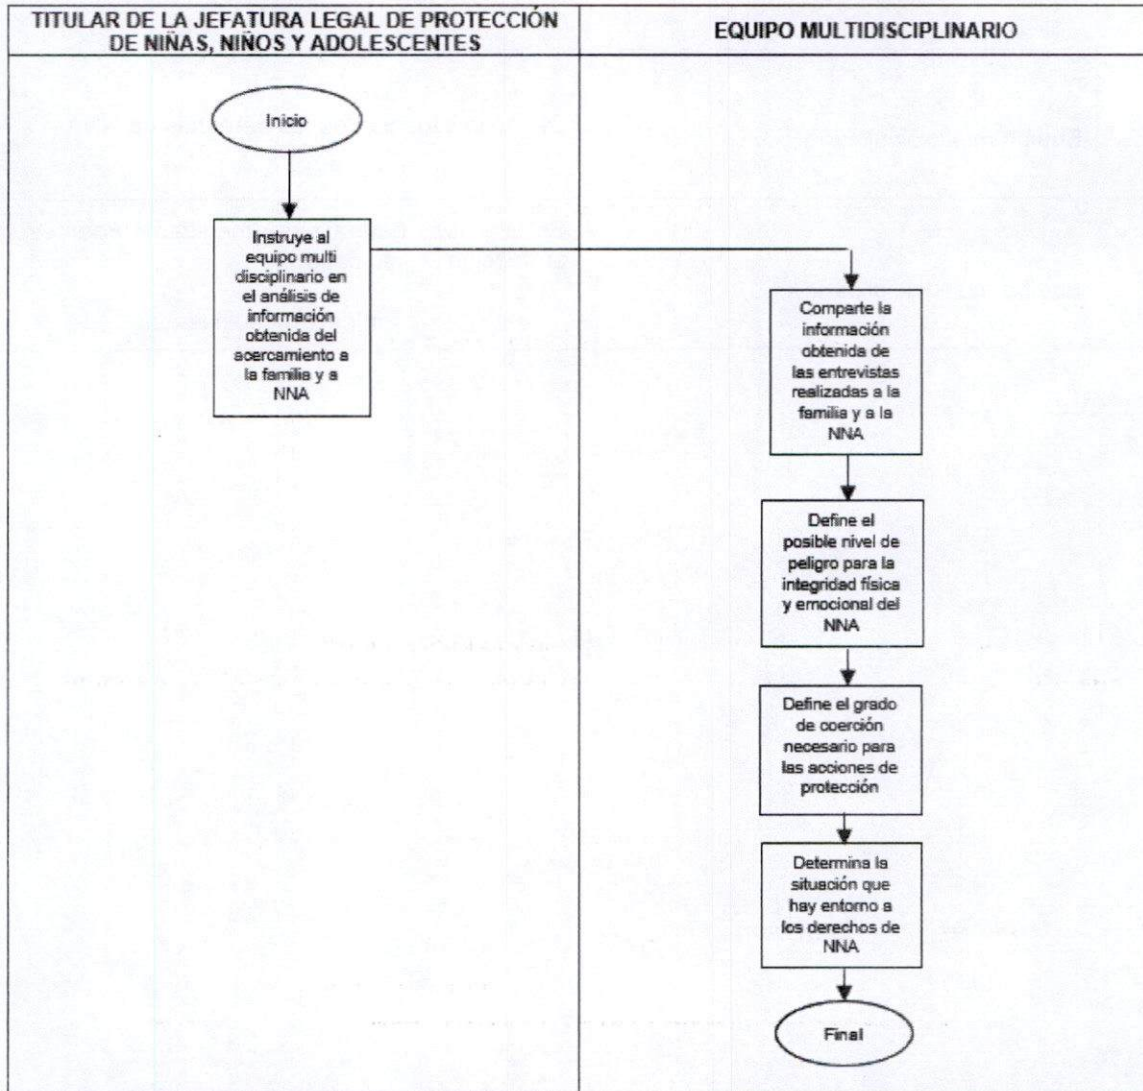 TITULAR DE LA JEFATURA LEGAL DE PROTECCIÓN
DE NIÑAS, NIÑOS Y ADOLESCENTES
EQUIPO MULTIDISCIPLINARIO
Inicio
Instruye al
equipo multi
disciplinario en
el análisis de
información
obtenida del
acercamiento a
la familia y a
NNA
Comparte la
información
obtenida de
las entrevistas
realizadas a la
familia y a la
NNA
Define el
posible nivel de
peligro para la
integridad física
y emocional del
NNA
Define el grado
de coerción
necesario para
las acciones de
protección
Determina la
situación que
hay entorno a
los derechos de
NNA
Final